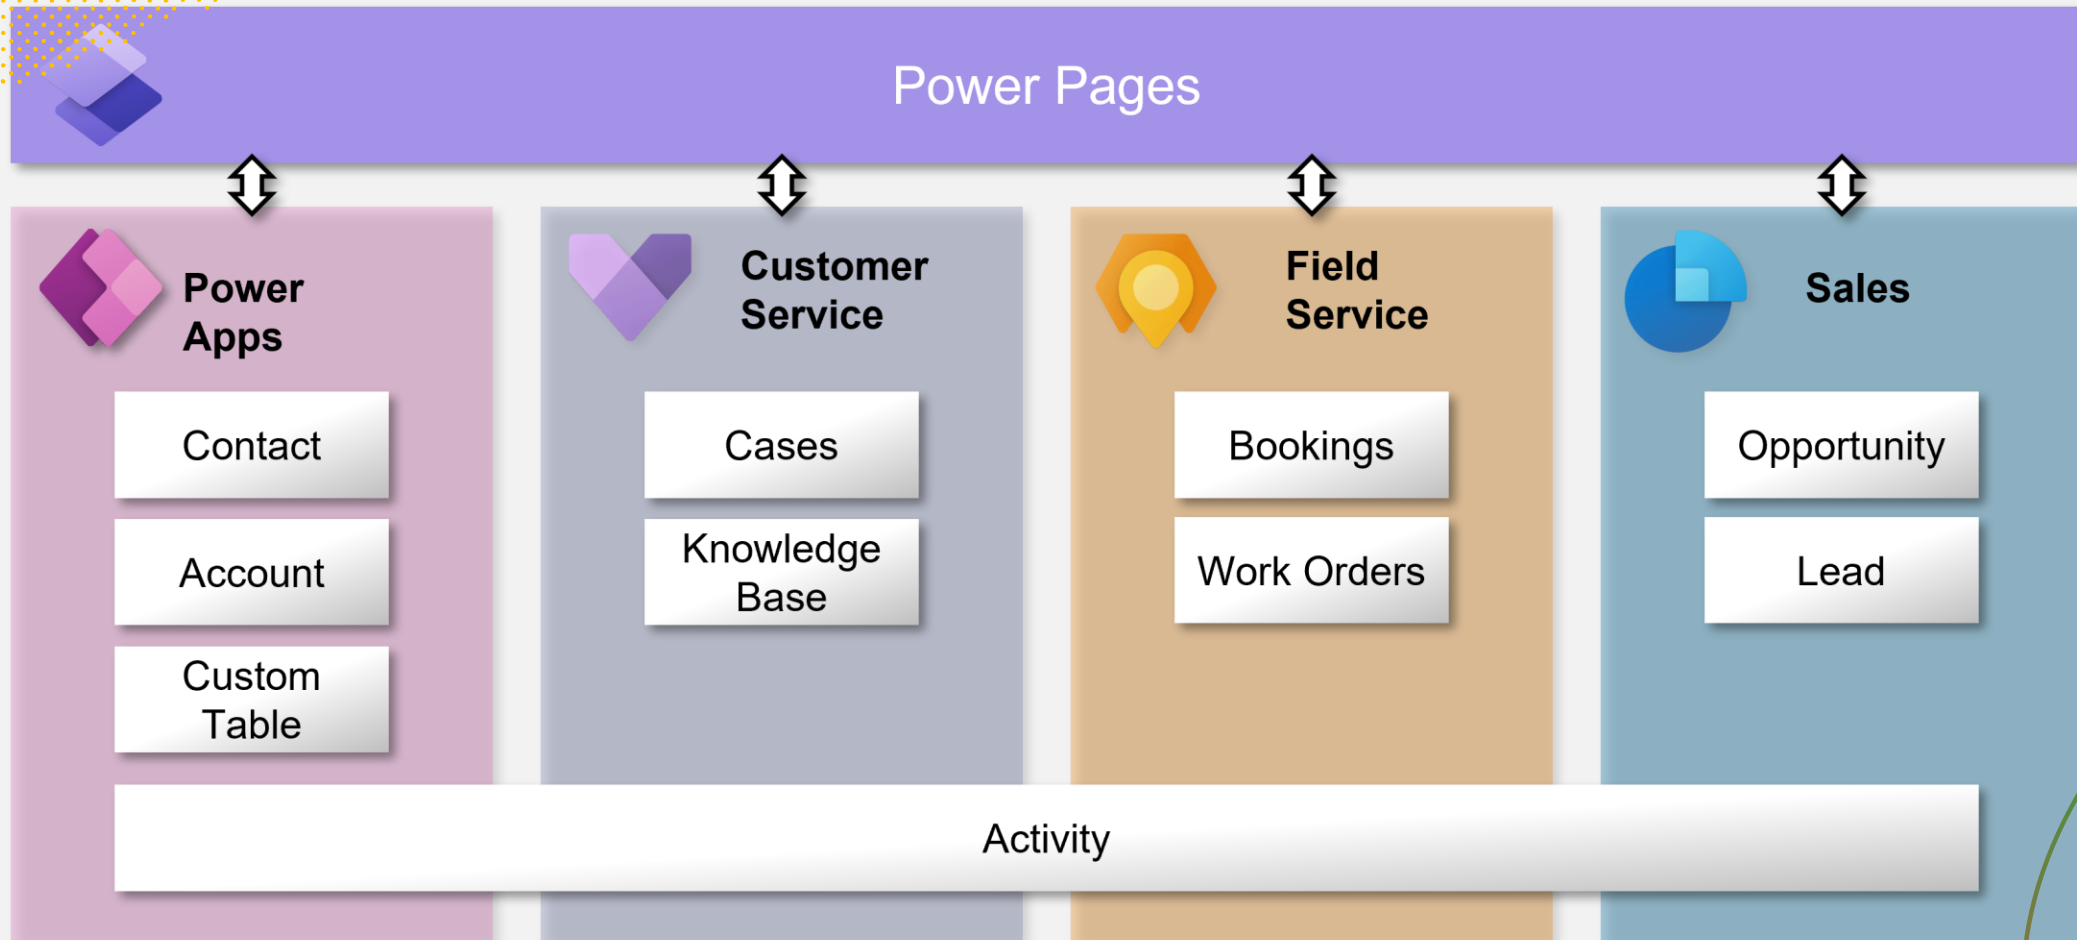 Power Pages
Power
Apps
Contact
Account
Custom
Table
Customer
Service
Cases
Knowledge
Base
Field
Service
Bookings
Work Orders
Sales
Opportunity
Lead
Activity